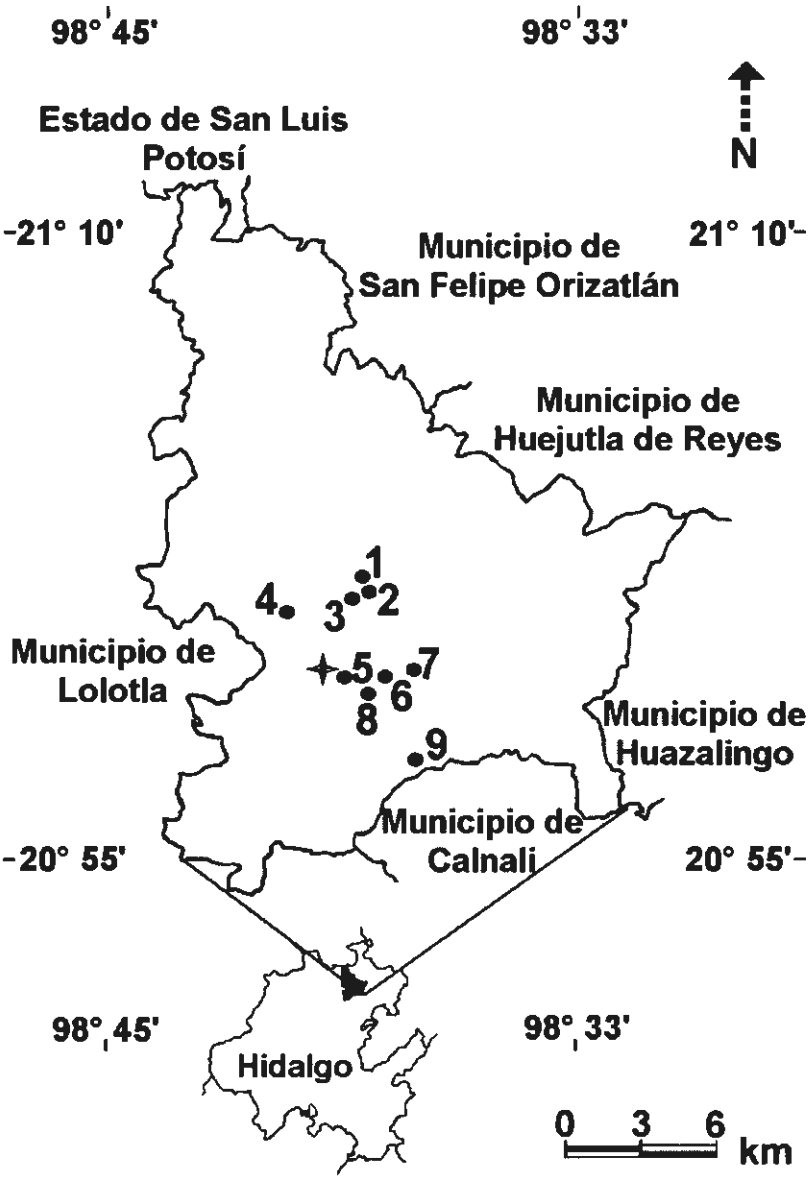 98° 45'
98° 33'
Estado de San Luis
Potosí
N
21° 10'
21° 10'
Municipio de
San Felipe Orizatlán
Municipio de
Huejutla de Reyes
1
2
3
4
Municipio de
Lolotla
5
6
7
8
9
Municipio de
Huazalingo
Municipio de
Calnali
20° 55'
20° 55'
98° 45'
98° 33'
Hidalgo
0 3 6
km